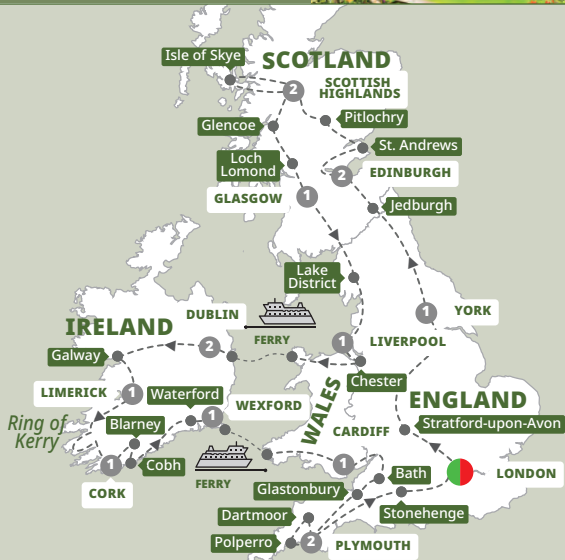 Isle of Skye
SCOTLAND
2
SCOTTISH
HIGHLANDS
Pitlochry
Glencoe
St. Andrews
Loch
Lomond
2
EDINBURGH
GLASGOW
1
Jedburgh
Lake
District
DUBLIN
1
YORK
IRELAND
FERRY
2
1
LIVERPOOL
Galway
Chester
LIMERICK
1
Waterford
WALES
ENGLAND
WEXFORD
1
Ring of
Kerry
Blarney
CARDIFF
Stratford-upon-Avon
1
Cobh
1
Bath
LONDON
CORK
FERRY
Glastonbury
Stonehenge
Dartmoor
Polperro
2
PLYMOUTH